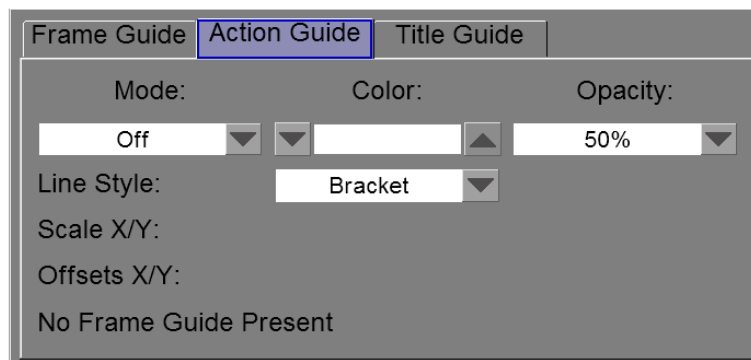 Frame Guide Action Guide Title Guide
Mode: Color: Opacity:
Off 50%
Line Style: Bracket
Scale X/Y:
Offsets X/Y:
No Frame Guide Present